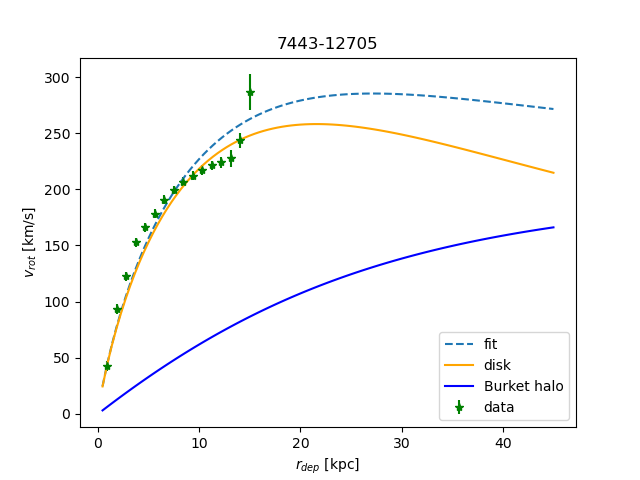 7443-12705
300
250
200
150
100
50
0
v_rot [km/s]
0 10 20 30 40
r_dep [kpc]
fit
disk
Burket halo
data